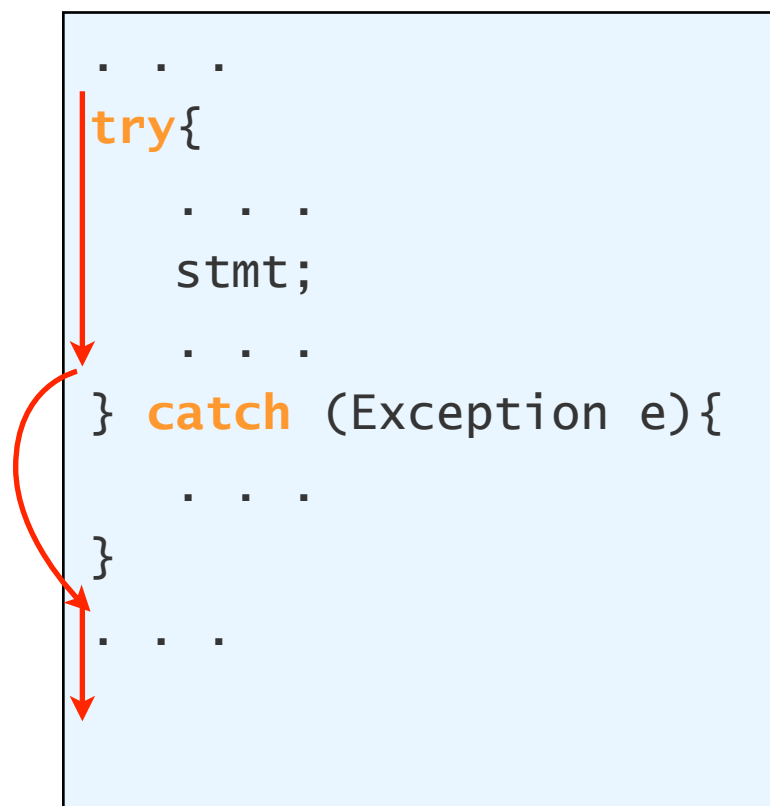 . . .
try{
. . .
stmt;
. . .
} catch (Exception e){
. . .
}
. . .